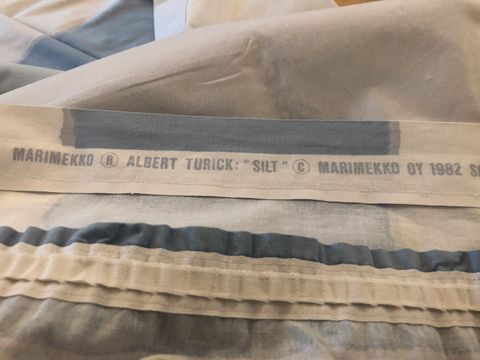 MARIMEKKO ® ALBERT TURICK: "SILT" © MARIMEKKO OY 1982